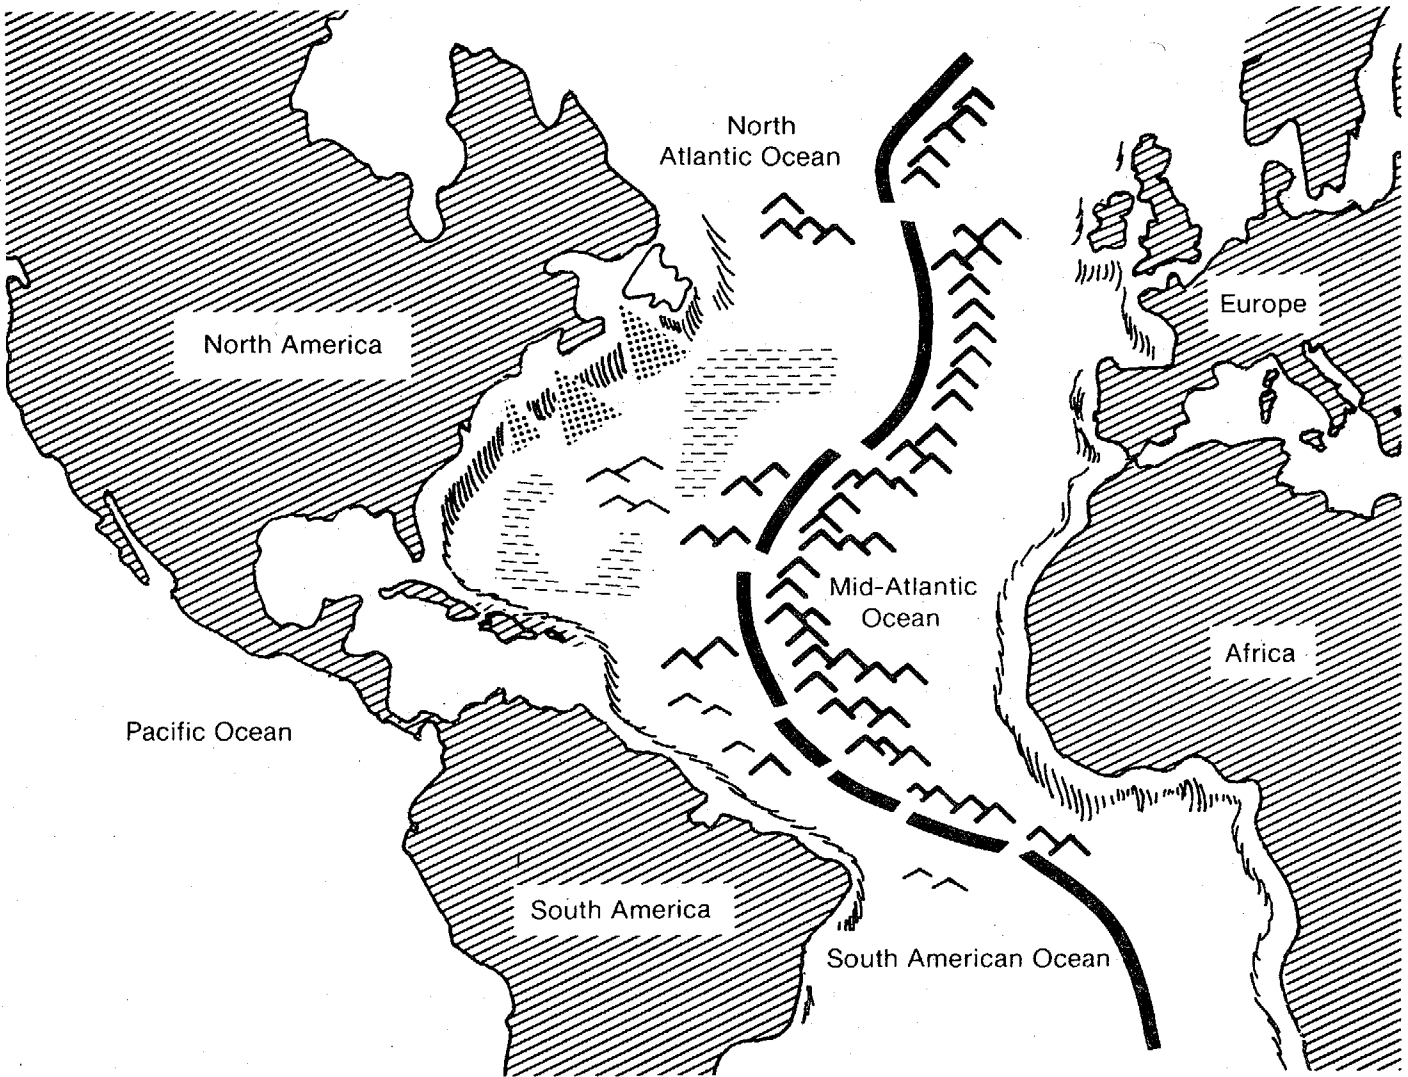 North
Atlantic Ocean
Europe
North America
Mid-Atlantic
Ocean
Africa
Pacific Ocean
South America
South American Ocean